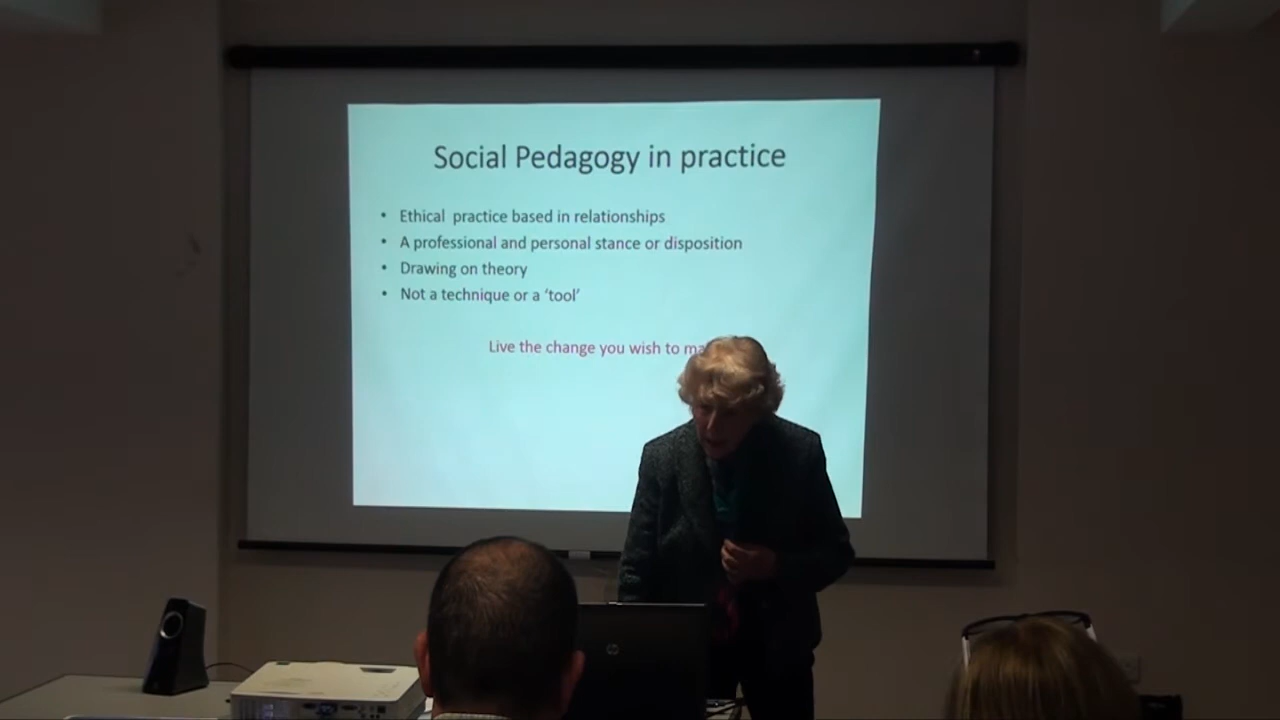 Social Pedagogy in practice
• Ethical practice based in relationships
• A professional and personal stance or disposition
• Drawing on theory
• Not a technique or a ‘tool’
Live the change you wish to
hp